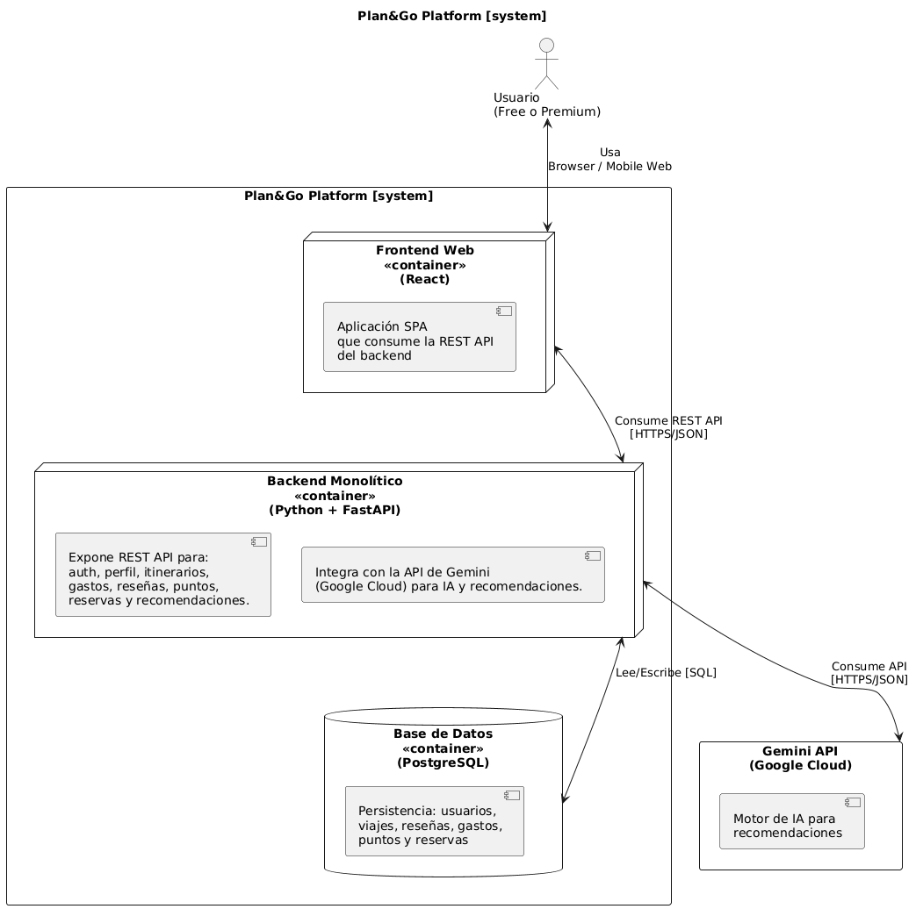 Plan&Go Platform [system]
Usuario
(Free o Premium)
Usa
Browser / Mobile Web
Plan&Go Platform [system]
Frontend Web
«container»
(React)
Aplicación SPA
que consume la REST API
del backend
Consume REST API
[HTTPS/JSON]
Backend Monolítico
«container»
(Python + FastAPI)
Expone REST API para:
auth, perfil, itinerarios,
gastos, reseñas, puntos,
reservas y recomendaciones.
Integra con la API de Gemini
(Google Cloud) para IA y recomendaciones.
Lee/Escribe [SQL]
Consume API
[HTTPS/JSON]
Base de Datos
«container»
(PostgreSQL)
Persistencia: usuarios,
viajes, reseñas, gastos,
puntos y reservas
Gemini API
(Google Cloud)
Motor de IA para
recomendaciones